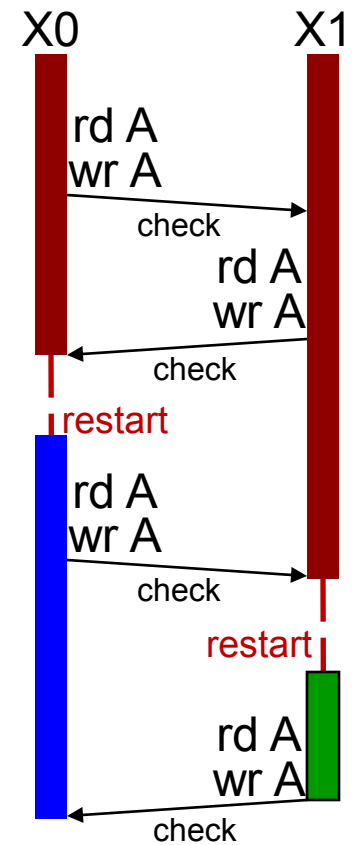 X0 X1
rd A
wr A
check
rd A
wr A
check
restart
rd A
wr A
check
restart
rd A
wr A
check